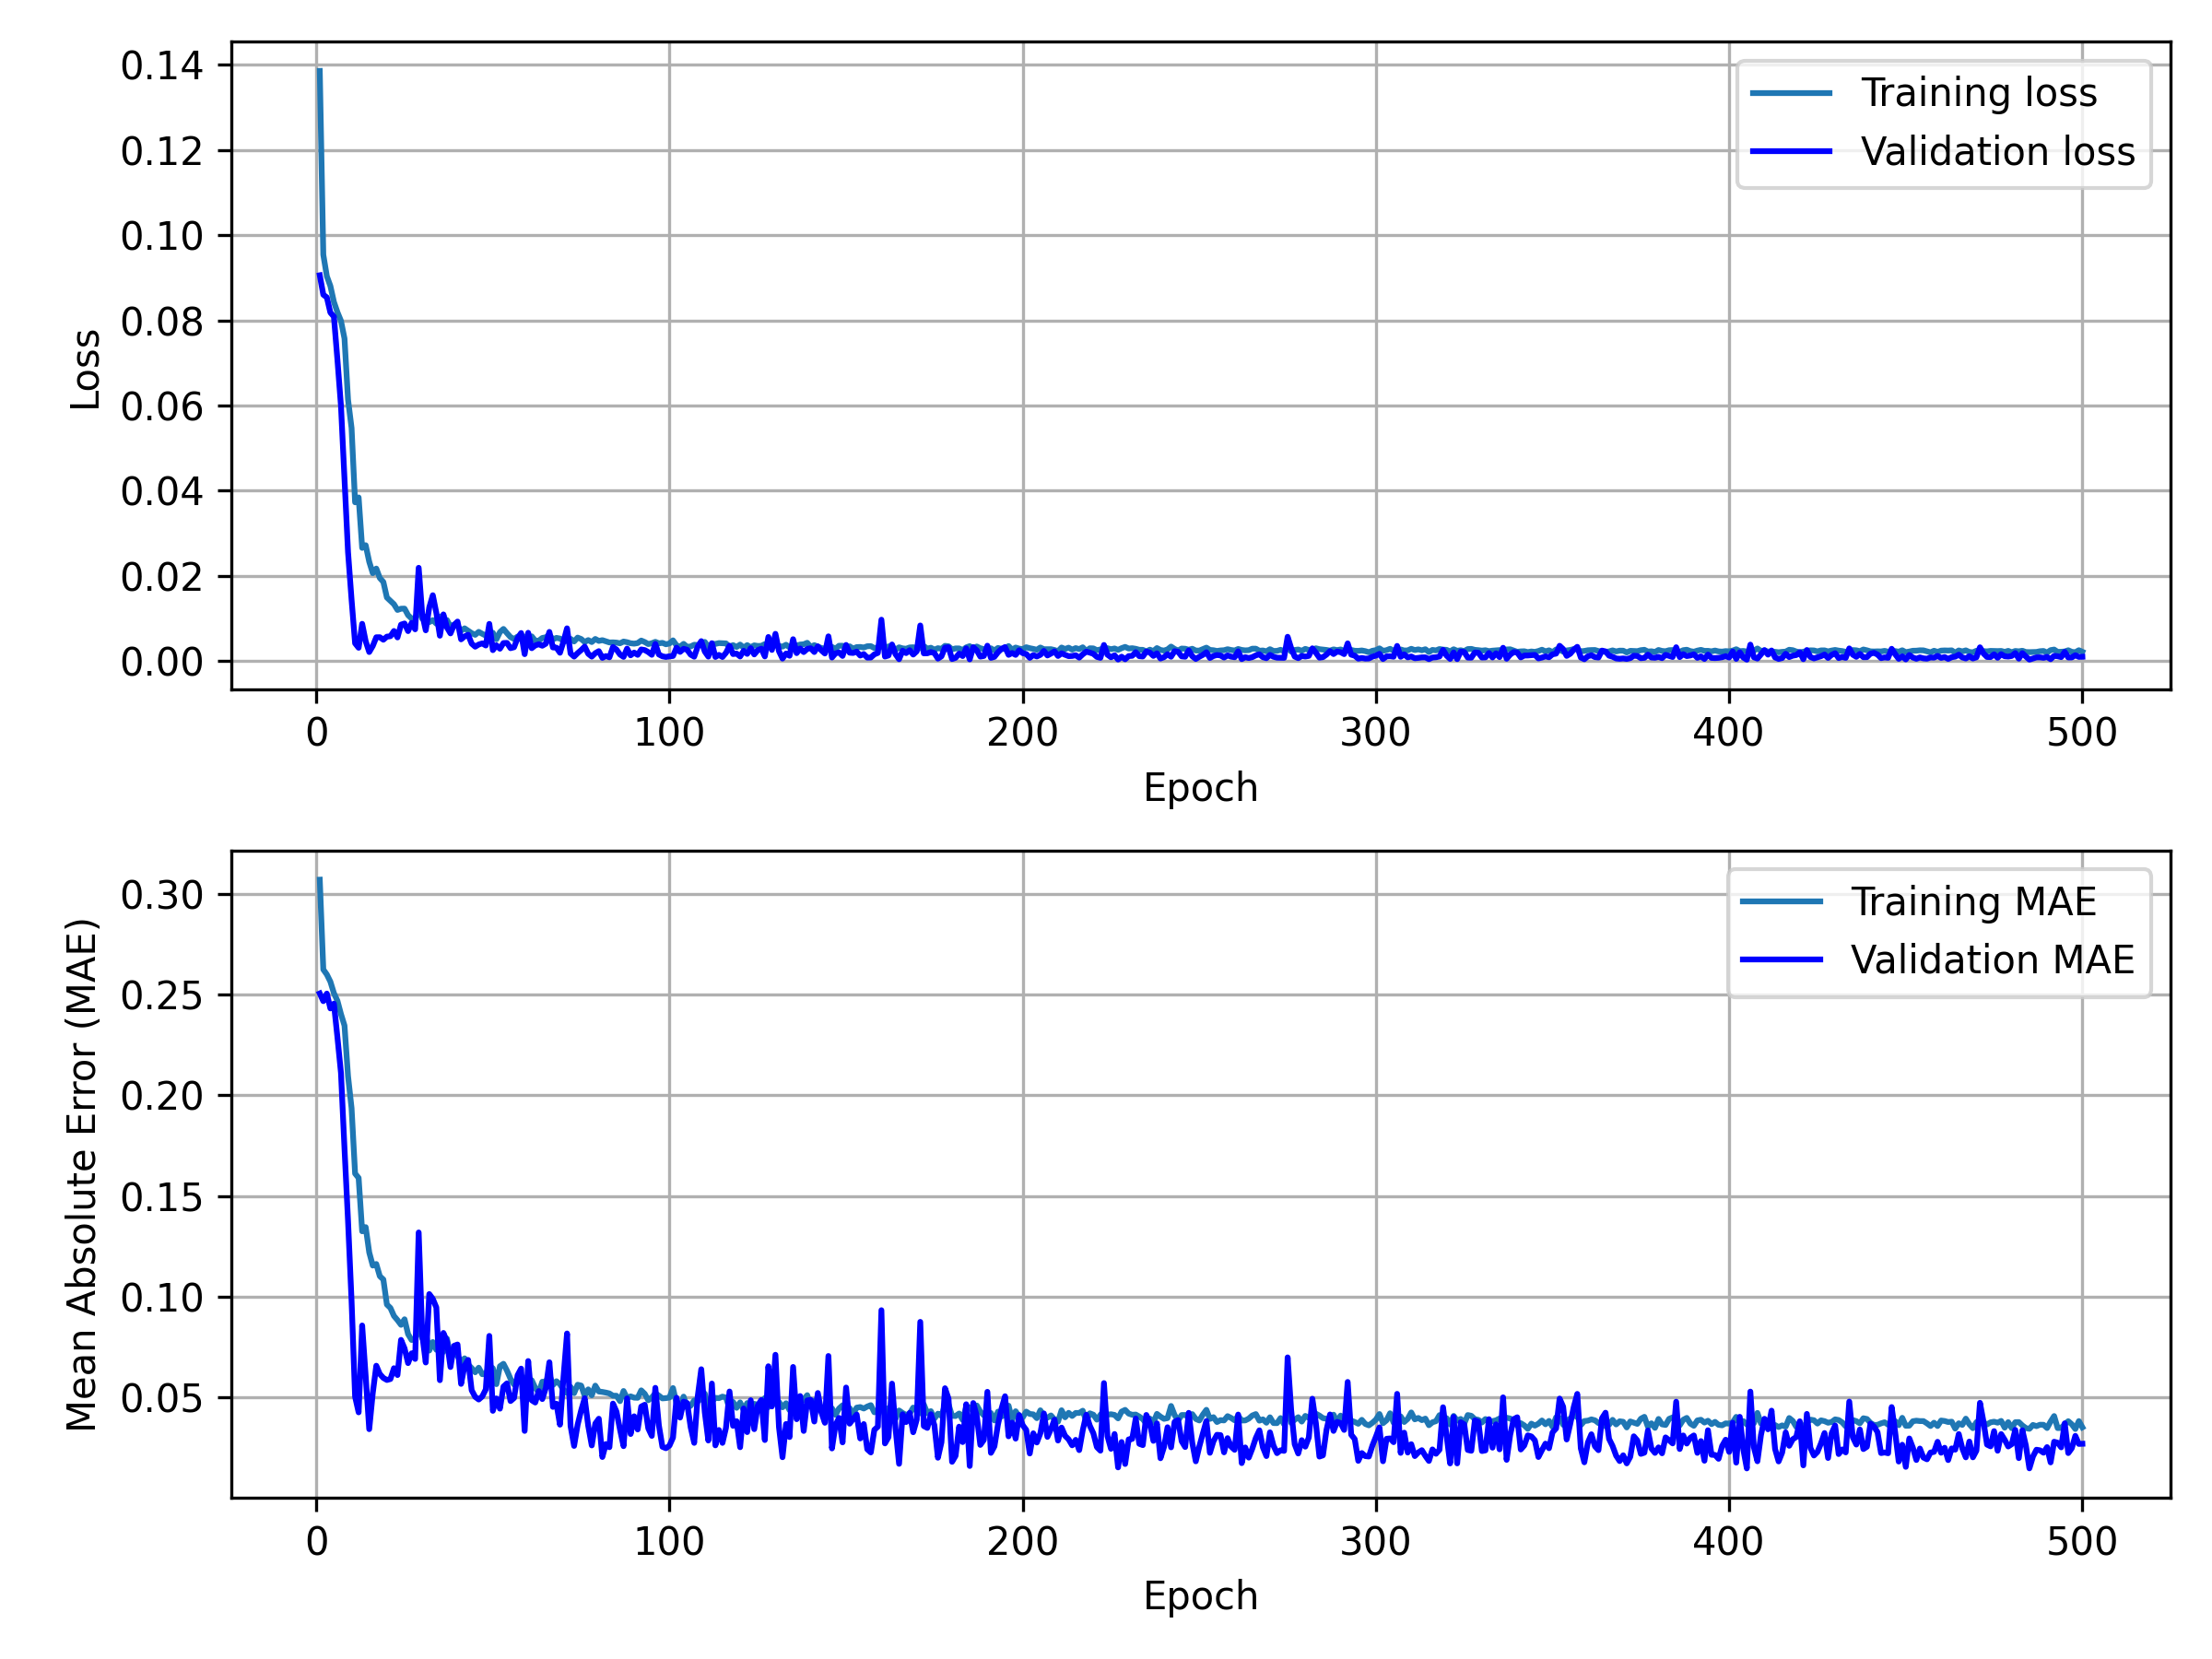 0.14
0.12
0.10
0.08
0.06
0.04
0.02
0.00
Loss
Training loss
Validation loss
0 100 200 300 400 500
Epoch
0.30
0.25
0.20
0.15
0.10
0.05
Mean Absolute Error (MAE)
Training MAE
Validation MAE
0 100 200 300 400 500
Epoch